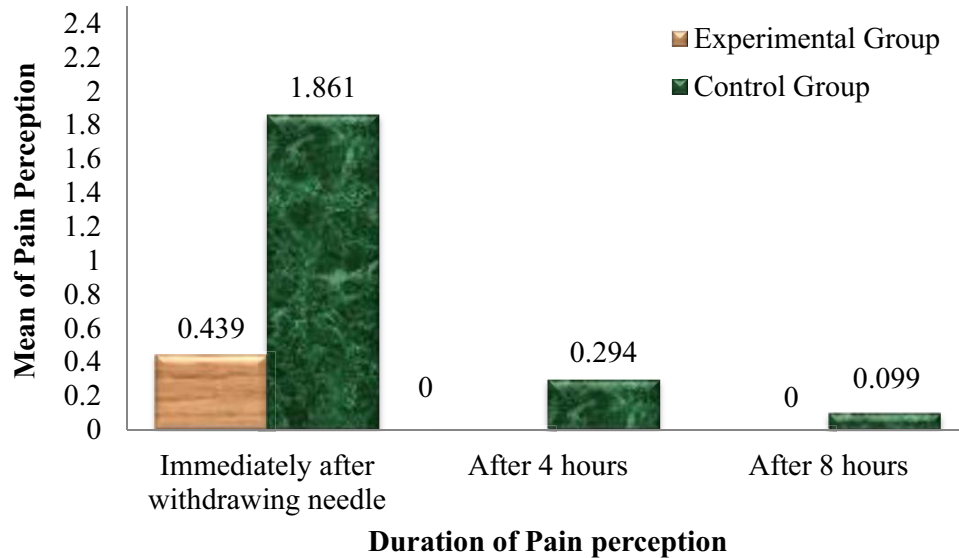 2.4
2.2
2
1.8
1.6
1.4
1.2
1
0.8
0.6
0.4
0.2
0
Mean of Pain Perception
Experimental Group
Control Group
0.439
1.861
0
0.294
0
0.099
Immediately after
withdrawing needle
After 4 hours
After 8 hours
Duration of Pain perception